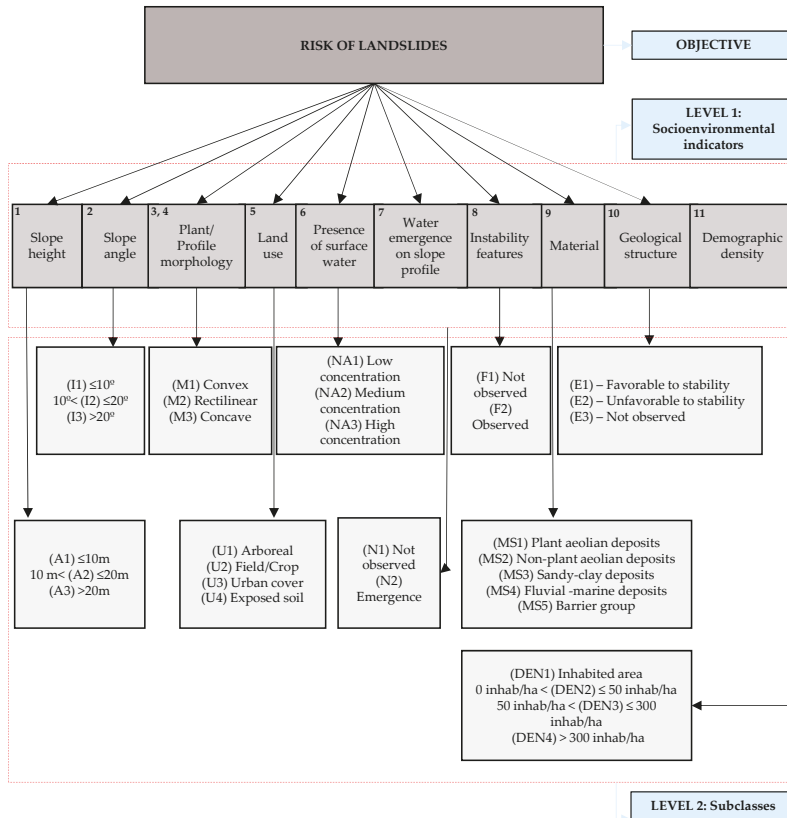 RISK OF LANDSLIDES
OBJECTIVE
LEVEL 1:
Socioenvironmental
indicators
1
Slope
height
2
Slope
angle
3, 4
Plant/
Profile
morphology
5
Land
use
6
Presence
of surface
water
7
Water
emergence
on slope
profile
8
Instability
features
9
Material
10
Geological
structure
11
Demographic
density
(I1) ≤10º
10º< (I2) ≤20º
(I3) >20º
(M1) Convex
(M2) Rectilinear
(M3) Concave
(NA1) Low
concentration
(NA2) Medium
concentration
(NA3) High
concentration
(F1) Not
observed
(F2)
Observed
(E1) – Favorable to stability
(E2) – Unfavorable to stability
(E3) – Not observed
(A1) ≤10m
10 m< (A2) ≤20m
(A3) >20m
(U1) Arboreal
(U2) Field/Crop
(U3) Urban cover
(U4) Exposed soil
(N1) Not
observed
(N2)
Emergence
(MS1) Plant aeolian deposits
(MS2) Non-plant aeolian deposits
(MS3) Sandy-clay deposits
(MS4) Fluvial -marine deposits
(MS5) Barrier group
(DEN1) Inhabited area
0 inhab/ha < (DEN2) ≤ 50 inhab/ha
50 inhab/ha < (DEN3) ≤ 300
inhab/ha
(DEN4) > 300 inhab/ha
LEVEL 2: Subclasses